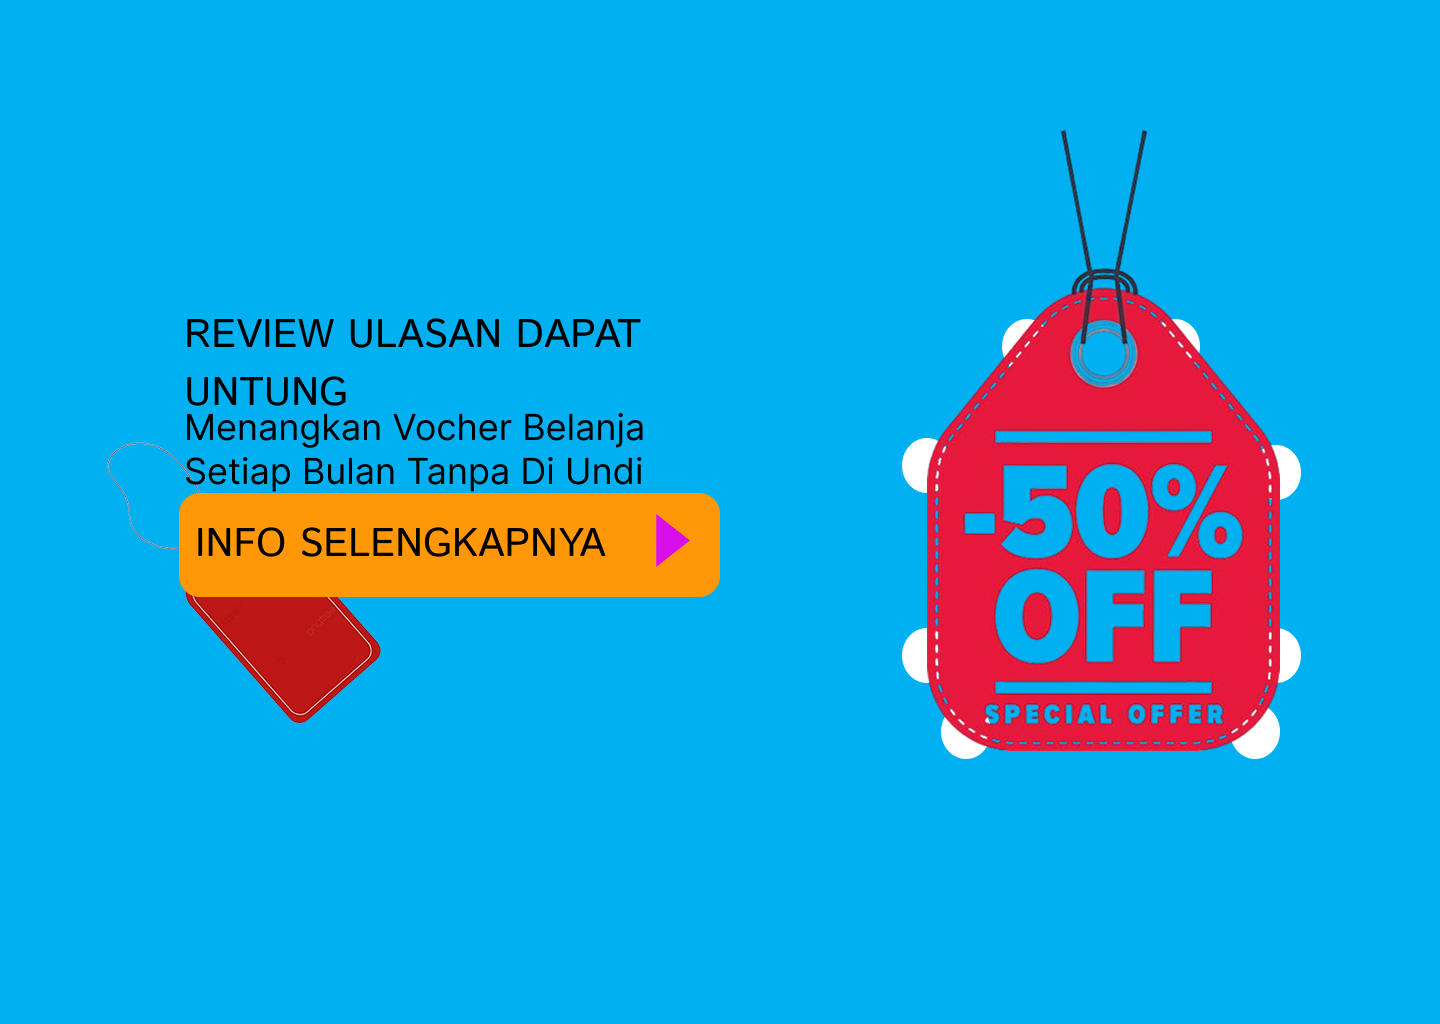 REVIEW ULASAN DAPAT
UNTUNG
Menangkan Vocher Belanja
Setiap Bulan Tanpa Di Undi
INFO SELENGKAPNYA
-50%
OFF
SPECIAL OFFER